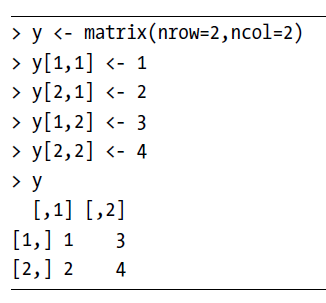 > y <- matrix(nrow=2,ncol=2)
> y[1,1] <- 1
> y[2,1] <- 2
> y[1,2] <- 3
> y[2,2] <- 4
> y
  [,1] [,2]
[1,] 1    3
[2,] 2    4